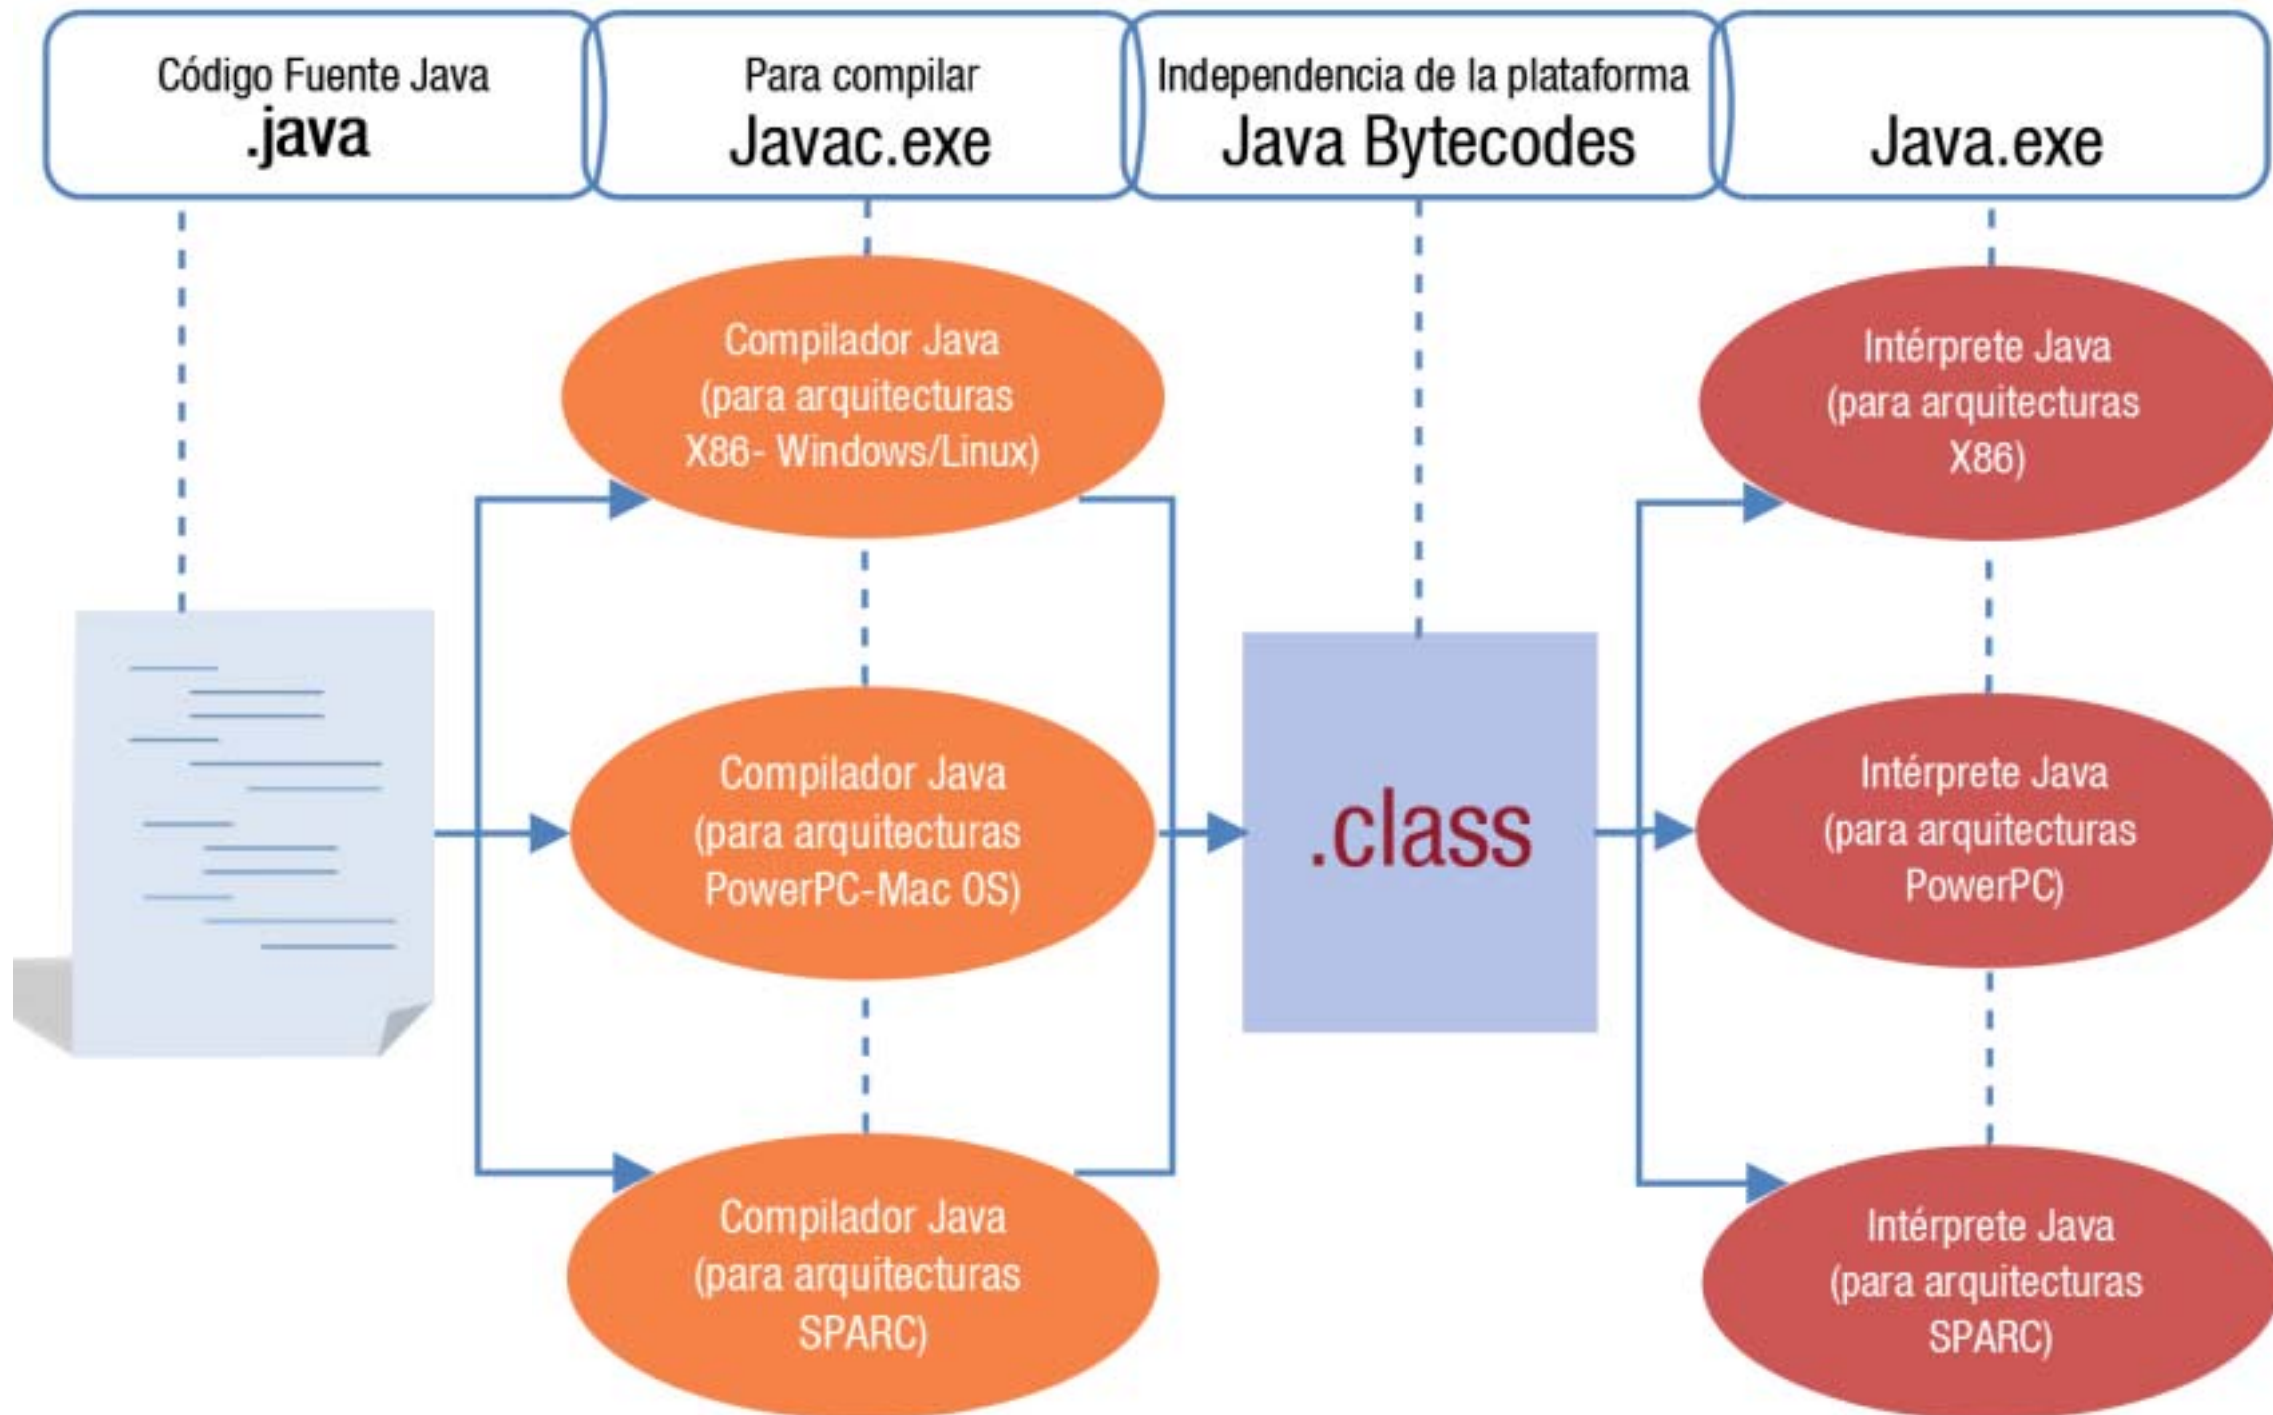 Código Fuente Java
.java
Para compilar
Javac.exe
Independencia de la plataforma
Java Bytecodes
Java.exe
Compilador Java
(para arquitecturas
X86- Windows/Linux)
Compilador Java
(para arquitecturas
PowerPC-Mac OS)
Compilador Java
(para arquitecturas
SPARC)
.class
Intérprete Java
(para arquitecturas
X86)
Intérprete Java
(para arquitecturas
PowerPC)
Intérprete Java
(para arquitecturas
SPARC)